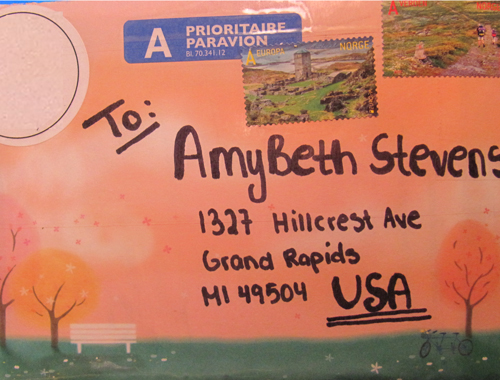 A PRIORITAIRE
PARAVION
BL 70.341.12
A EUROPA NORGE
A
To:
AmyBeth Stevens
1327 Hillcrest Ave
Grand Rapids
MI 49504 USA